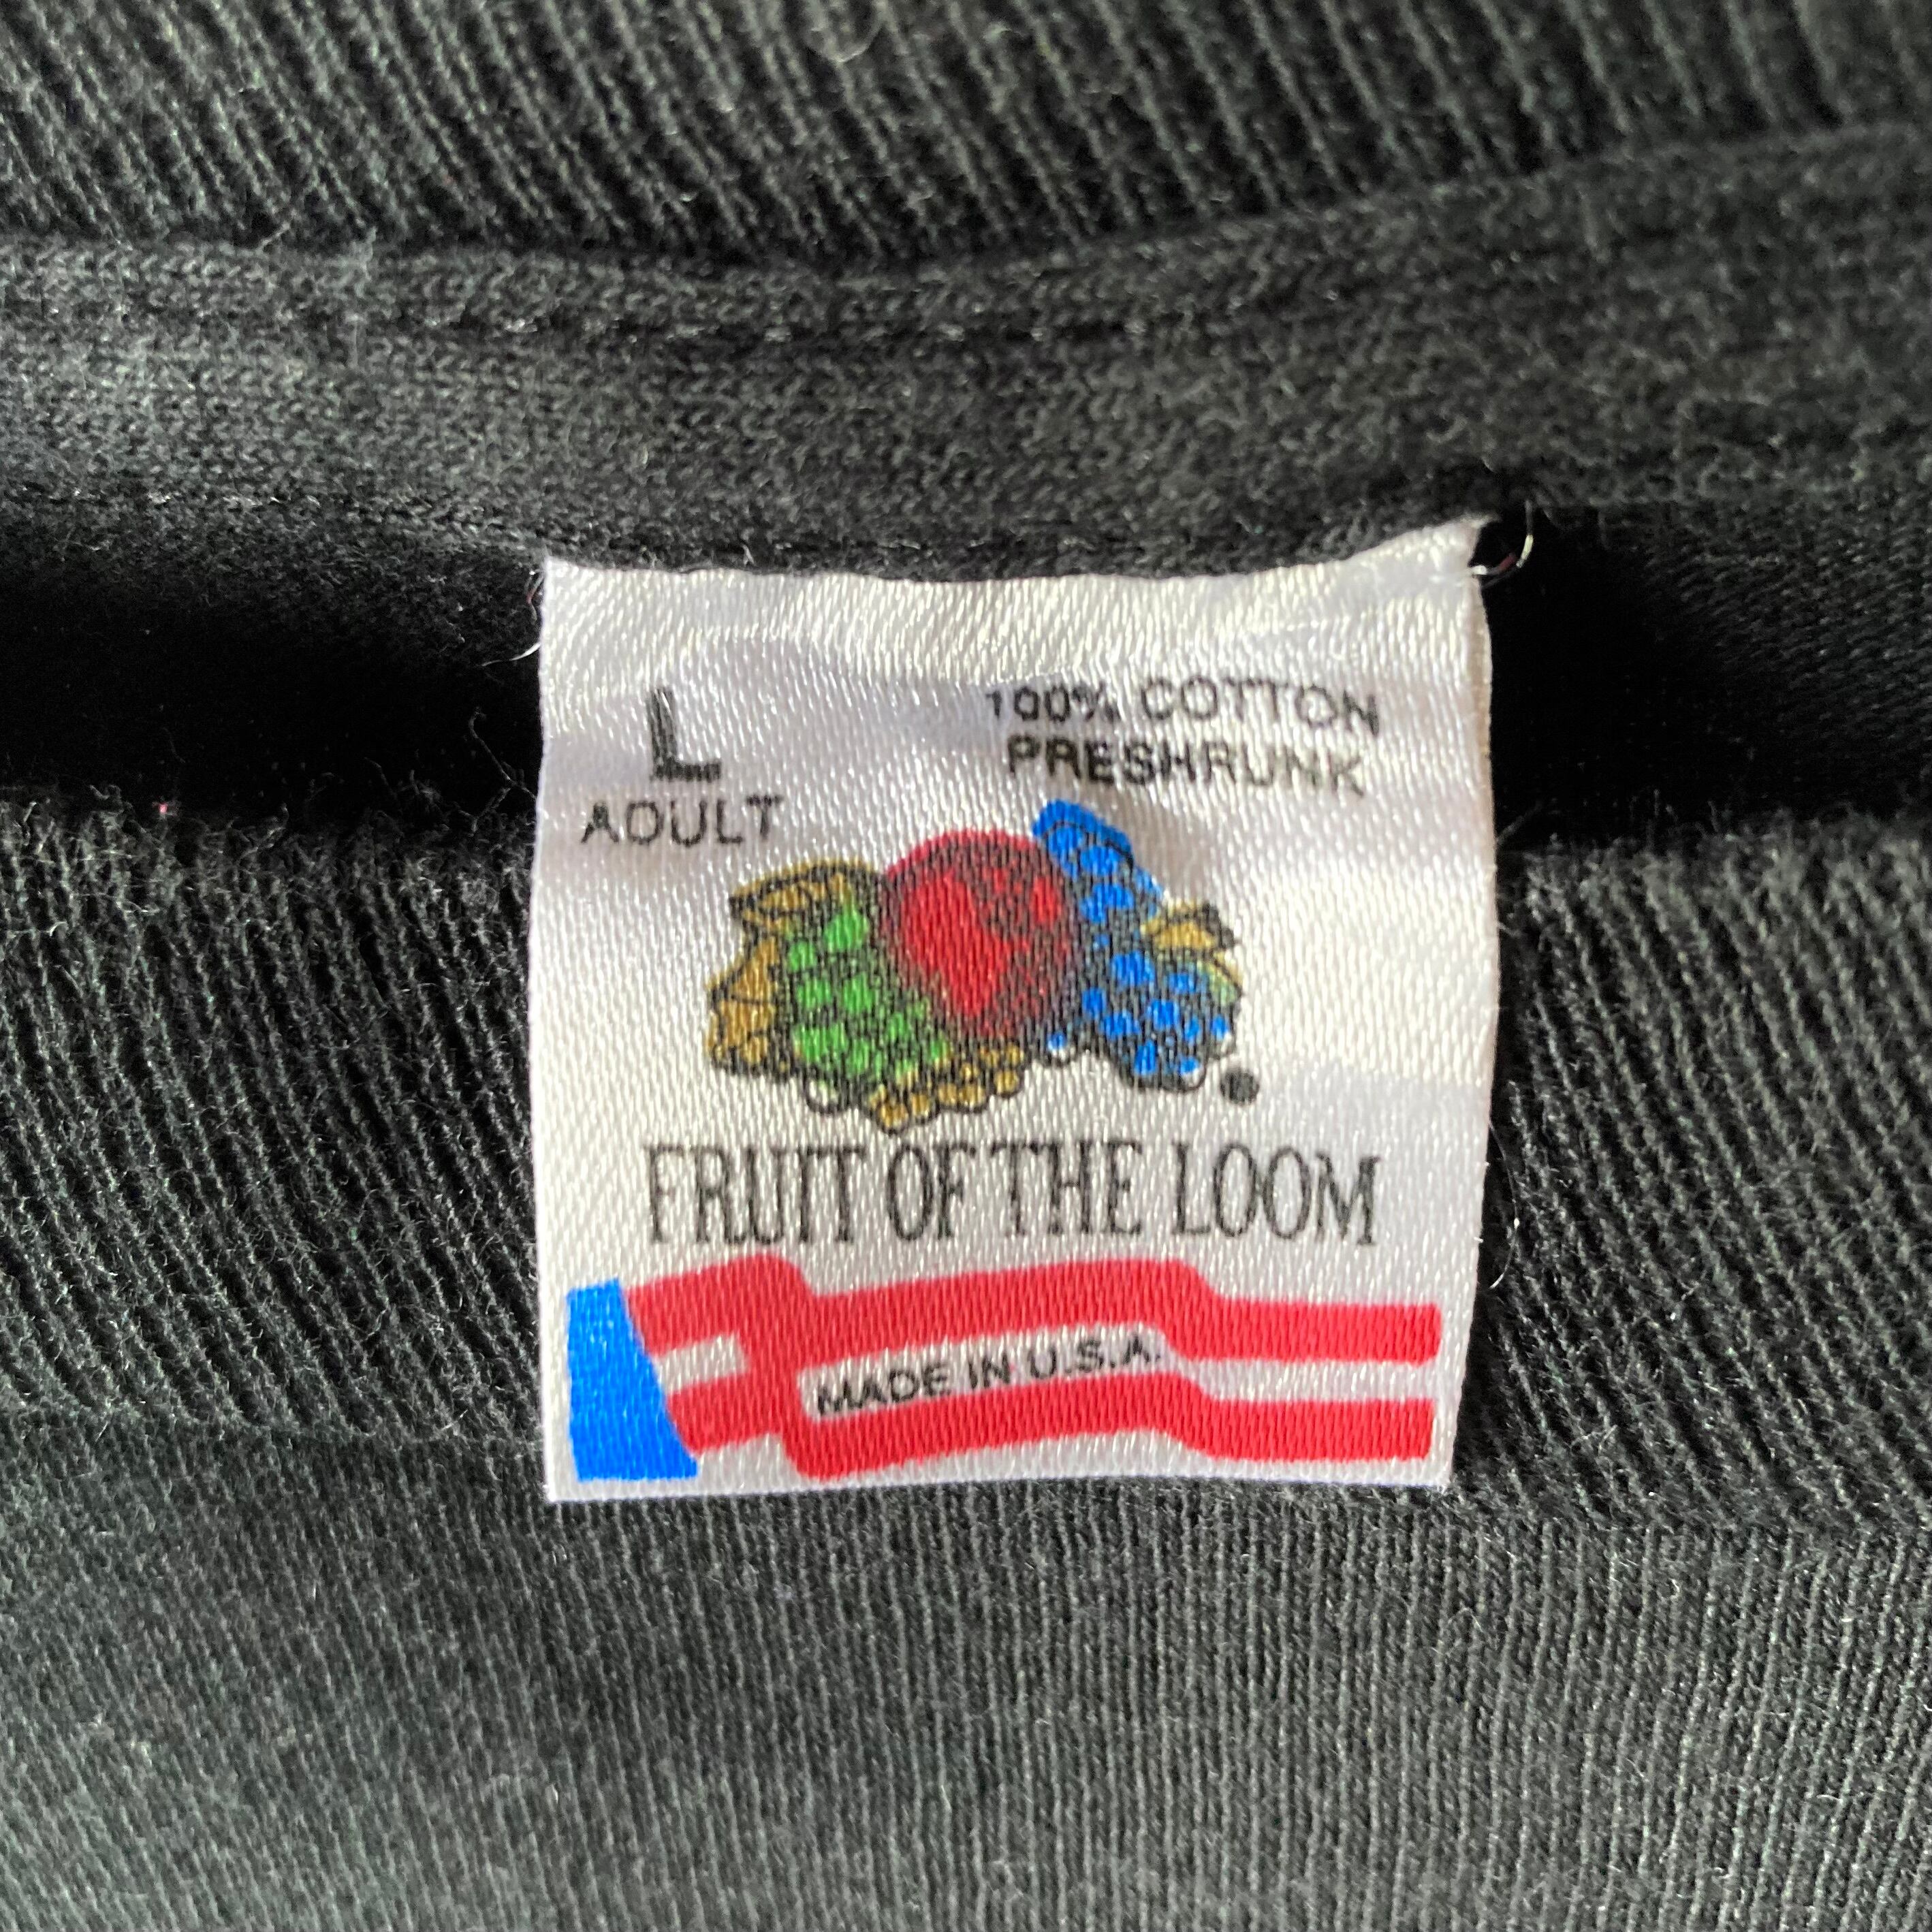 L
ADULT
100% COTTON
PRESHRUNK
FRUIT OF THE LOOM
MADE IN U.S.A.